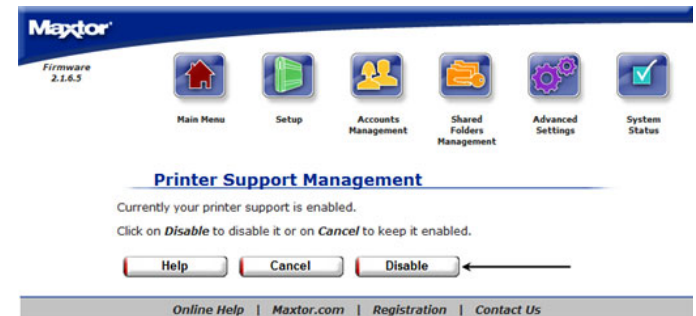 Maxtor
Firmware
2.1.6.5
Main Menu
Setup
Accounts
Management
Shared
Folders
Management
Advanced
Settings
System
Status
Printer Support Management
Currently your printer support is enabled.
Click on Disable to disable it or on Cancel to keep it enabled.
Help
Cancel
Disable
Online Help | Maxtor.com | Registration | Contact Us